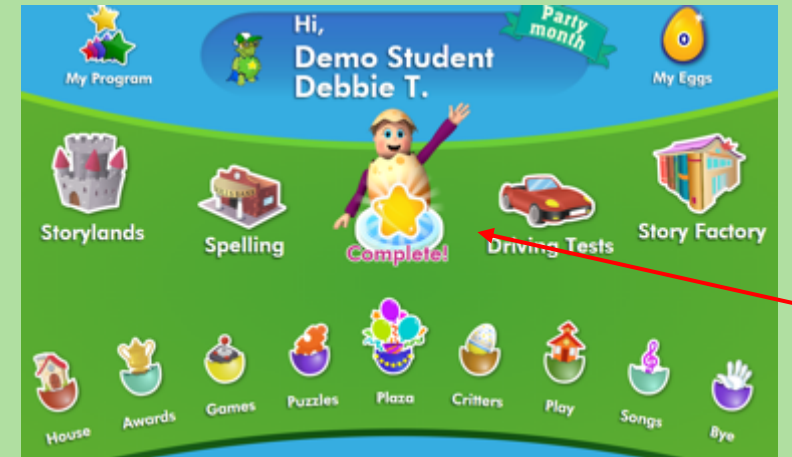 Hi,
Party
month
Demo Student
Debbie T.
My Program
My Eggs
Storylands
Spelling
Complete!
Driving Tests
Story Factory
House
Awards
Games
Puzzles
Plaza
Critters
Play
Songs
Bye